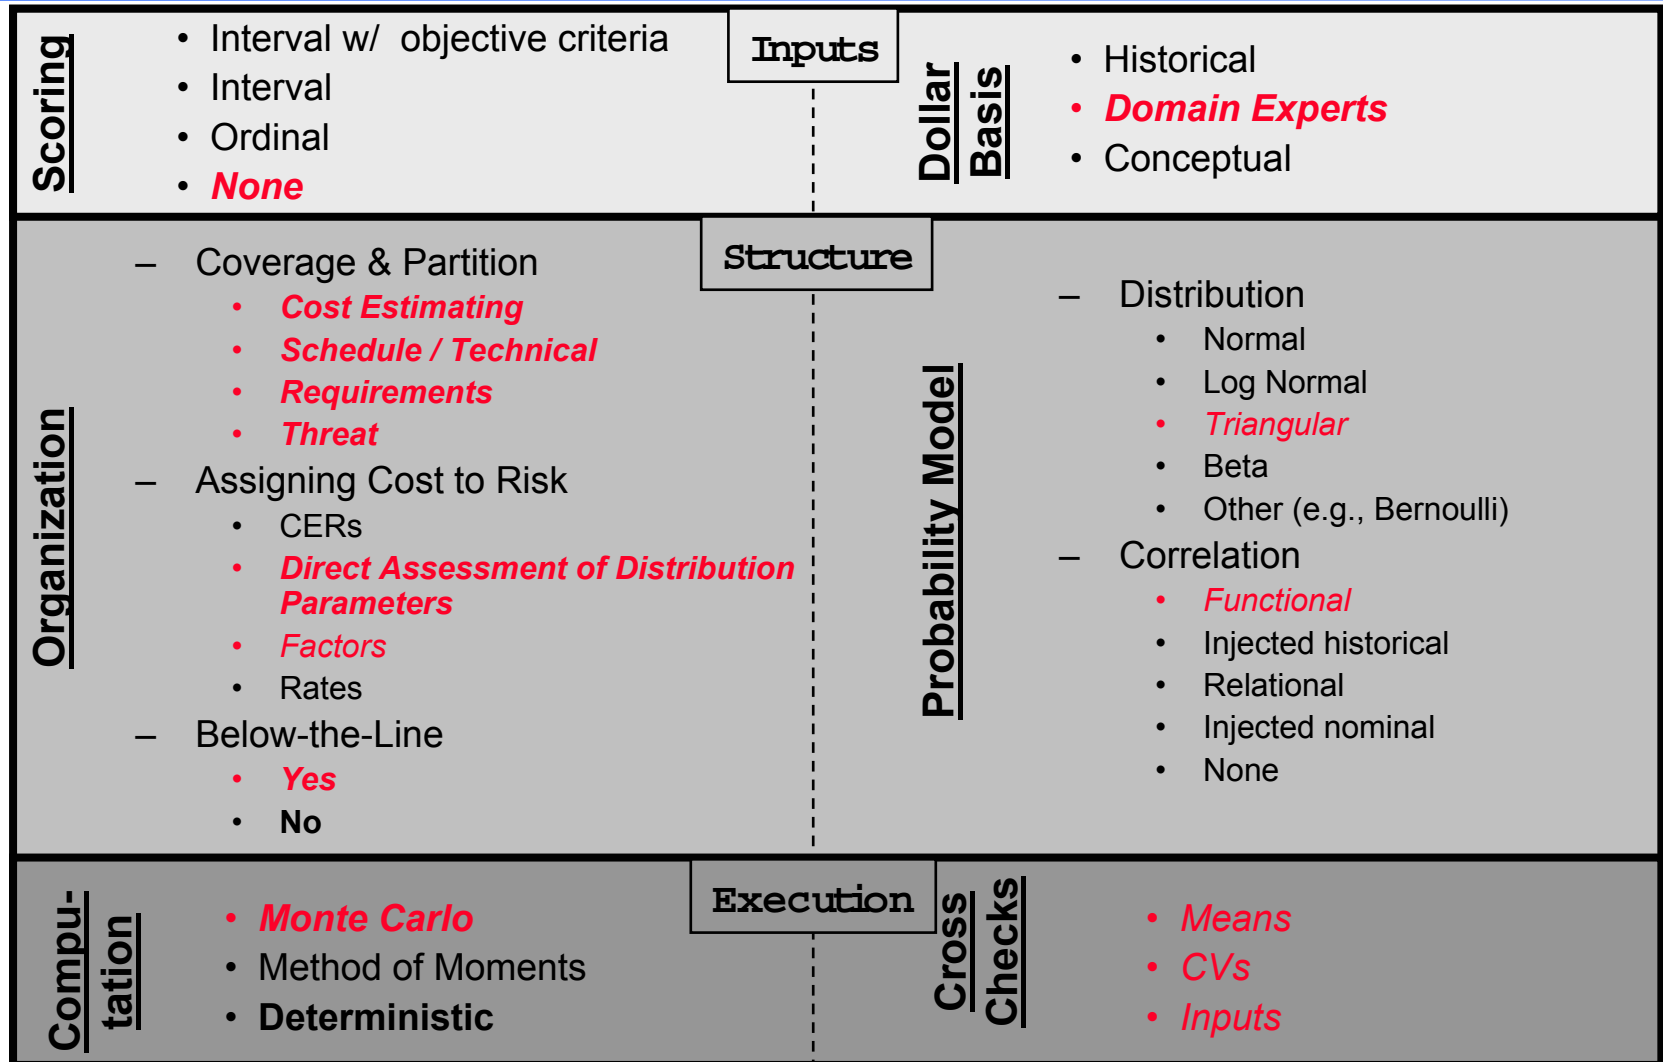 Inputs
Scoring
• Interval w/ objective criteria
• Interval
• Ordinal
• None
Dollar
Basis
• Historical
• Domain Experts
• Conceptual
Structure
Organization
– Coverage & Partition
• Cost Estimating
• Schedule / Technical
• Requirements
• Threat
– Assigning Cost to Risk
• CERs
• Direct Assessment of Distribution
Parameters
• Factors
• Rates
– Below-the-Line
• Yes
• No
Probability Model
– Distribution
• Normal
• Log Normal
• Triangular
• Beta
• Other (e.g., Bernoulli)
– Correlation
• Functional
• Injected historical
• Relational
• Injected nominal
• None
Execution
Compu-
tation
• Monte Carlo
• Method of Moments
• Deterministic
Cross
Checks
• Means
• CVs
• Inputs